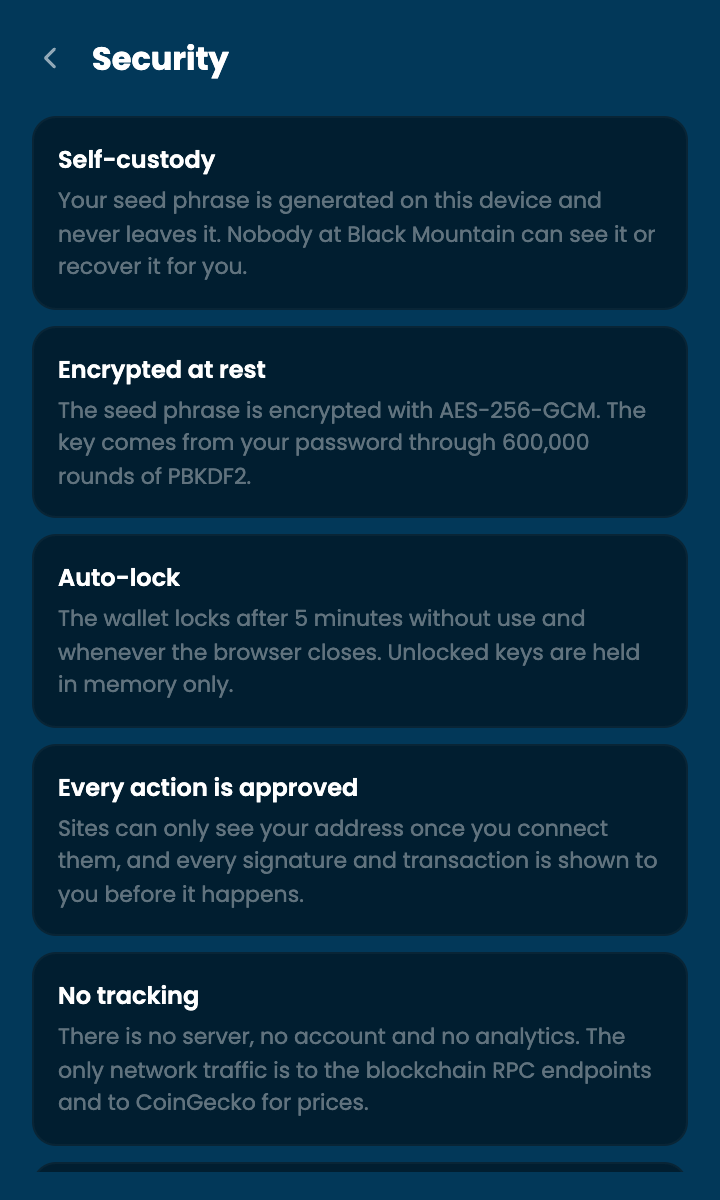 Security
Self-custody
Your seed phrase is generated on this device and
never leaves it. Nobody at Black Mountain can see it or
recover it for you.
Encrypted at rest
The seed phrase is encrypted with AES-256-GCM. The
key comes from your password through 600,000
rounds of PBKDF2.
Auto-lock
The wallet locks after 5 minutes without use and
whenever the browser closes. Unlocked keys are held
in memory only.
Every action is approved
Sites can only see your address once you connect
them, and every signature and transaction is shown to
you before it happens.
No tracking
There is no server, no account and no analytics. The
only network traffic is to the blockchain RPC endpoints
and to CoinGecko for prices.